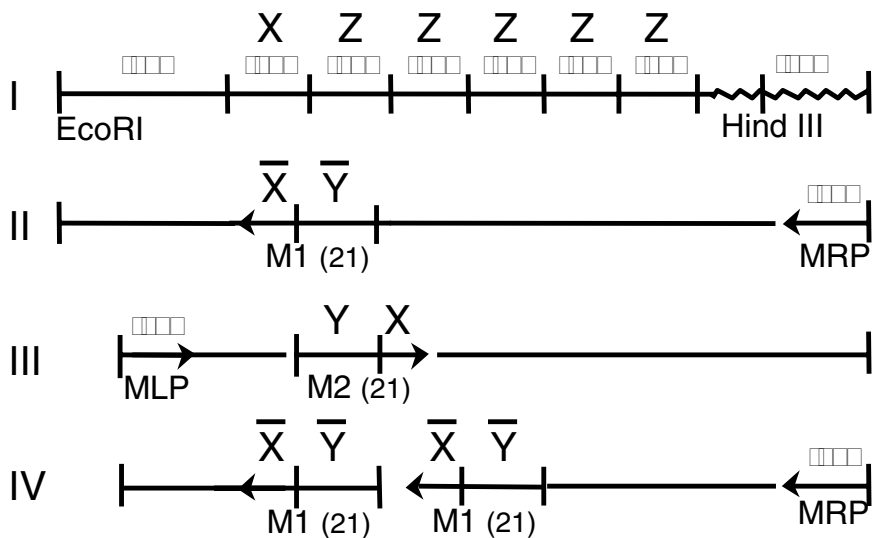 X Z Z Z Z Z
I
EcoRI Hind III
X̅ Y̅
II
M1 (21) MRP
Y X
III
MLP M2 (21)
X̅ Y̅ X̅ Y̅
IV
M1 (21) M1 (21) MRP